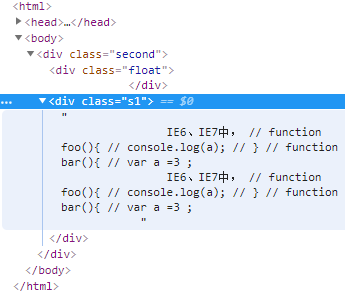 <html>
<head>…</head>
<body>
<div class="second">
<div class="float">
</div>
<div class="s1"> == $0
"
IE6、IE7中， // function
foo(){ // console.log(a); // } // function
bar(){ // var a =3 ;
IE6、IE7中， // function
foo(){ // console.log(a); // } // function
bar(){ // var a =3 ;
"
</div>
</div>
</body>
</html>